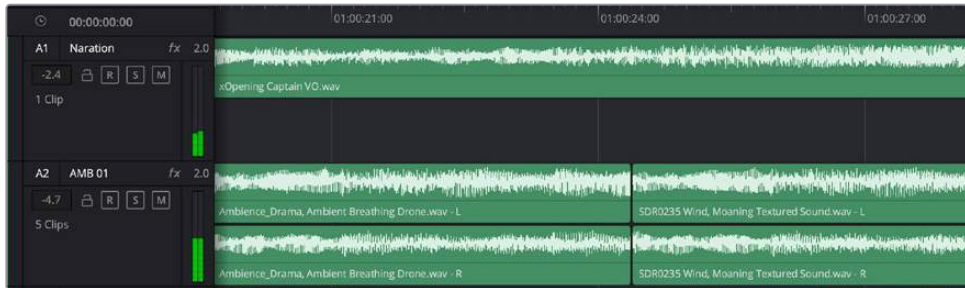 00:00:00:00
01:00:21:00 01:00:24:00 01:00:27:00
A1 Naration fx 2.0
-2.4 R S M
1 Clip
xOpening Captain VO.wav
A2 AMB 01 fx 2.0
-4.7 R S M
5 Clips
Ambience_Drama, Ambient Breathing Drone.wav - L
SDR0235 Wind, Moaning Textured Sound.wav - L
Ambience_Drama, Ambient Breathing Drone.wav - R
SDR0235 Wind, Moaning Textured Sound.wav - R